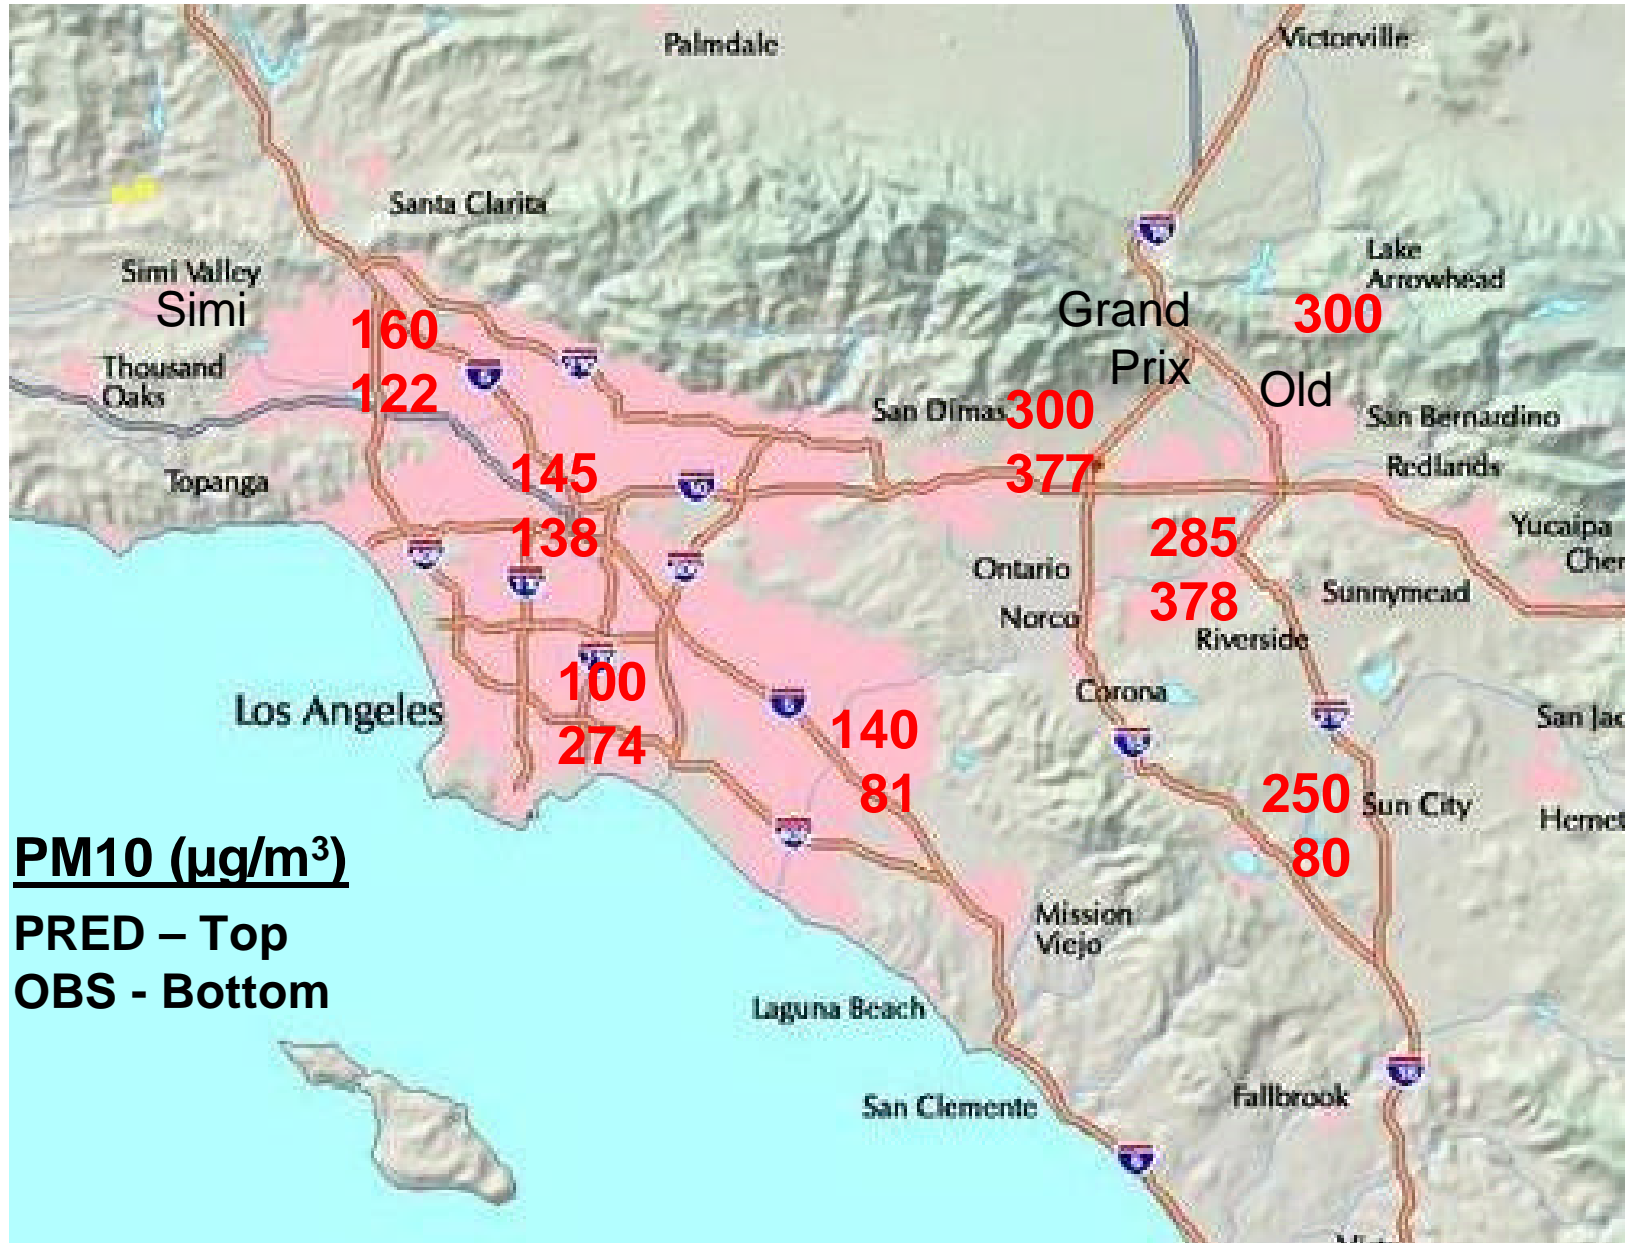 Palmdale
Victorville
Santa Clarita
Lake
Arrowhead
Simi Valley
Simi
Grand
Prix
300
160
122
Thousand
Oaks
Old
San Dimas
300
377
San Bernardino
Redlands
Topanga
145
138
Yucaipa
Cher
285
378
Ontario
Norco
Sunnymead
Riverside
Los Angeles
100
274
Corona
140
81
San Jac
250
80
Sun City
Hemet
PM10 (µg/m³)
PRED – Top
OBS - Bottom
Mission
Viejo
Laguna Beach
San Clemente
Fallbrook